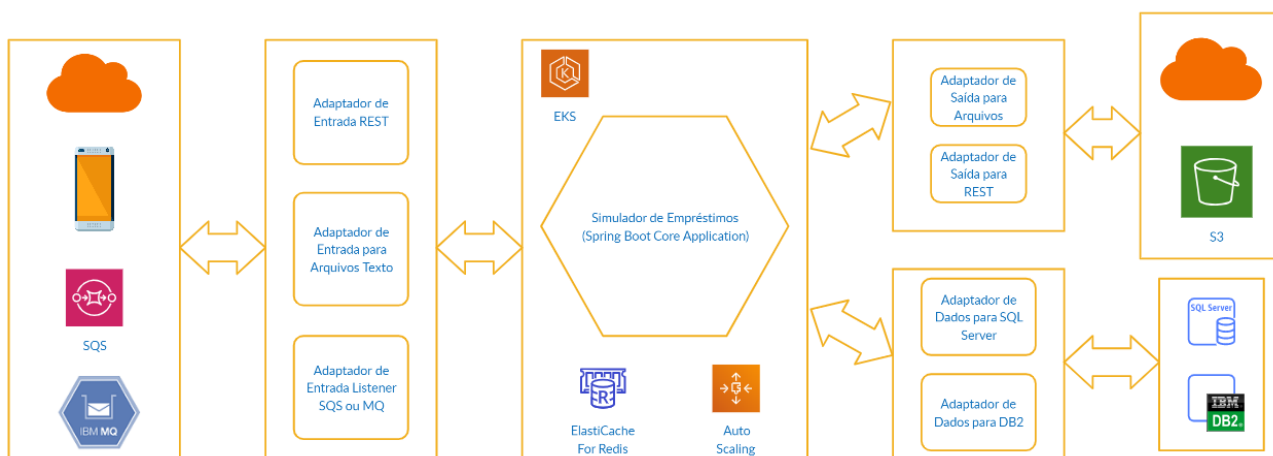 SQS
IBM MQ
Adaptador de
Entrada REST
Adaptador de
Entrada para
Arquivos Texto
Adaptador de
Entrada Listener
SQS ou MQ
EKS
Simulador de Empréstimos
(Spring Boot Core Application)
ElastiCache
For Redis
Auto
Scaling
Adaptador de
Saída para
Arquivos
Adaptador de
Saída para
REST
Adaptador de
Dados para SQL
Server
Adaptador de
Dados para DB2
S3
SQL Server
IBM
DB2